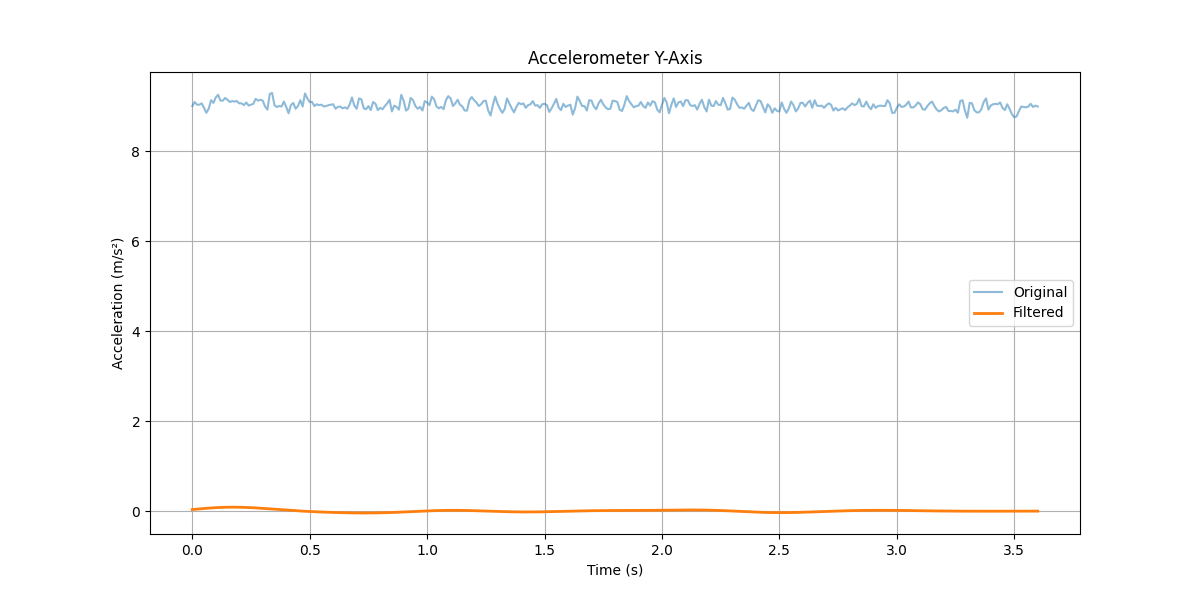 Accelerometer Y-Axis
Acceleration (m/s²)
8
6
4
2
0
Original
Filtered
0.0 0.5 1.0 1.5 2.0 2.5 3.0 3.5
Time (s)